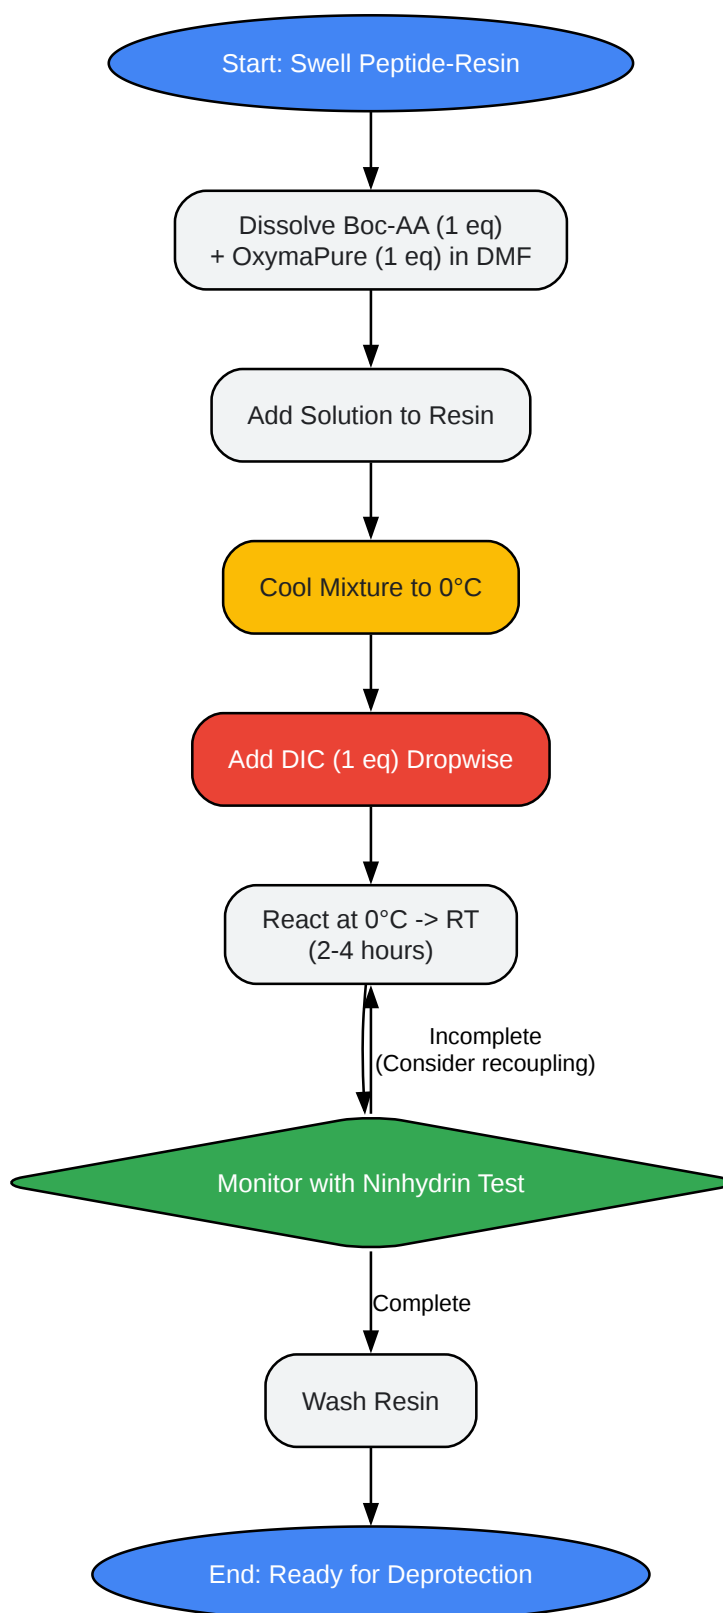 Start: Swell Peptide-Resin
Dissolve Boc-AA (1 eq)
+ OxymaPure (1 eq) in DMF
Add Solution to Resin
Cool Mixture to 0°C
Add DIC (1 eq) Dropwise
React at 0°C -> RT
(2-4 hours)
Incomplete
(Consider recoupling)
Monitor with Ninhydrin Test
Complete
Wash Resin
End: Ready for Deprotection